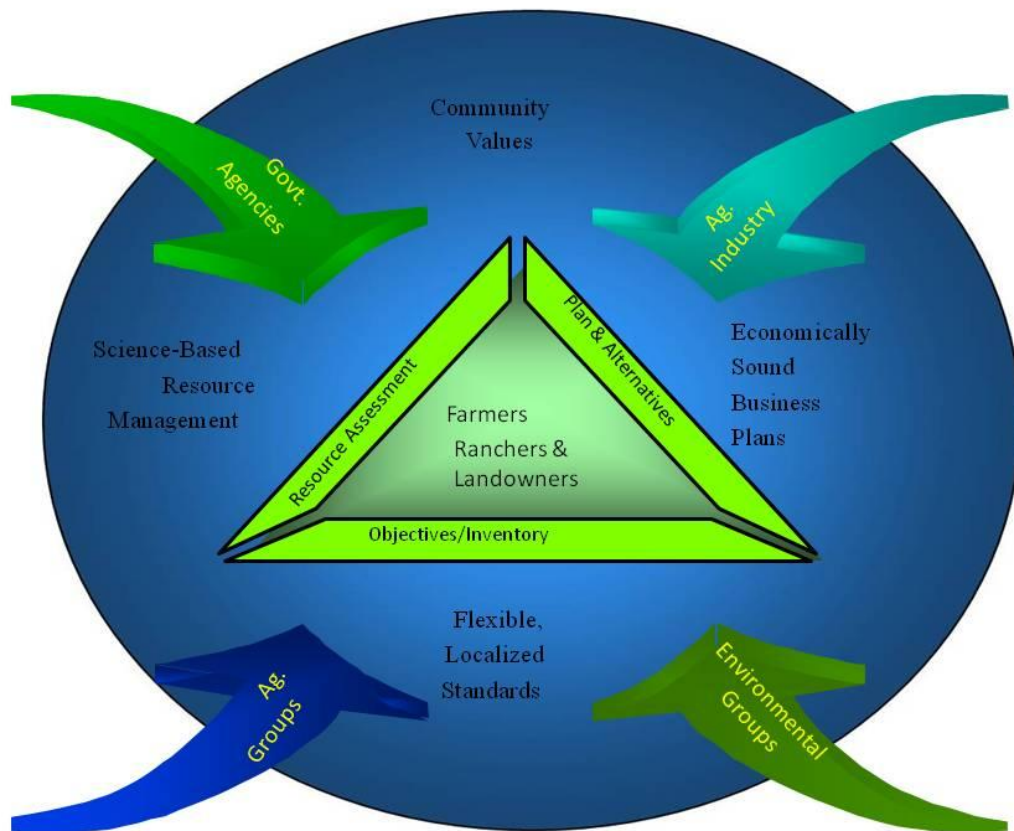 Community
Values
Govt.
Agencies
Ag.
Industry
Science-Based
Resource
Management
Economically
Sound
Business
Plans
Resource Assessment
Plan & Alternatives
Farmers
Ranchers &
Landowners
Objectives/Inventory
Flexible,
Localized
Standards
Ag.
Groups
Environmental
Groups